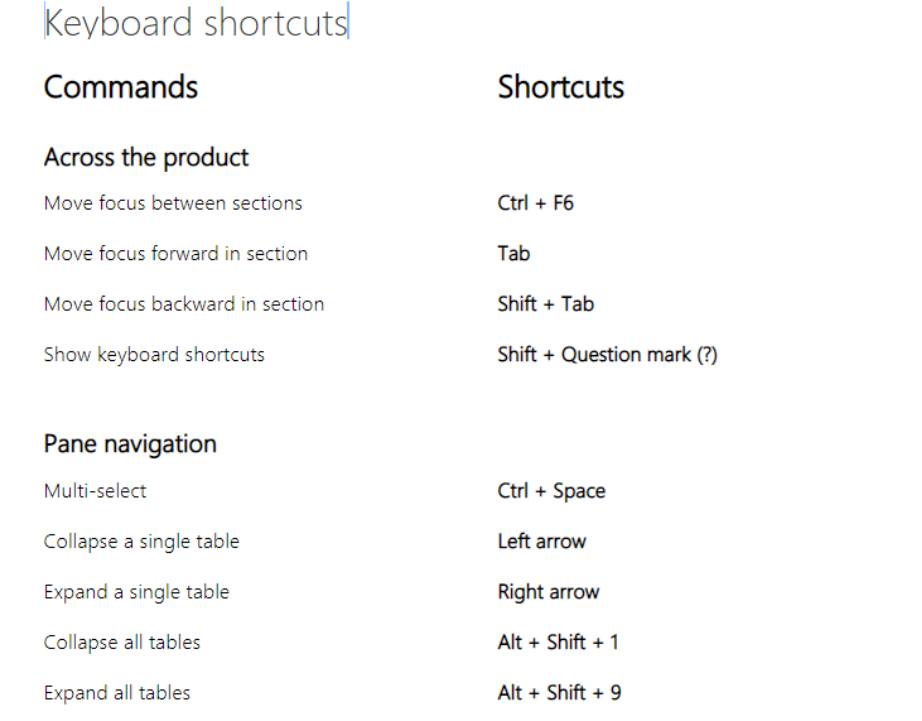 Keyboard shortcuts
Commands Shortcuts
Across the product
Move focus between sections Ctrl + F6
Move focus forward in section Tab
Move focus backward in section Shift + Tab
Show keyboard shortcuts Shift + Question mark (?)
Pane navigation
Multi-select Ctrl + Space
Collapse a single table Left arrow
Expand a single table Right arrow
Collapse all tables Alt + Shift + 1
Expand all tables Alt + Shift + 9